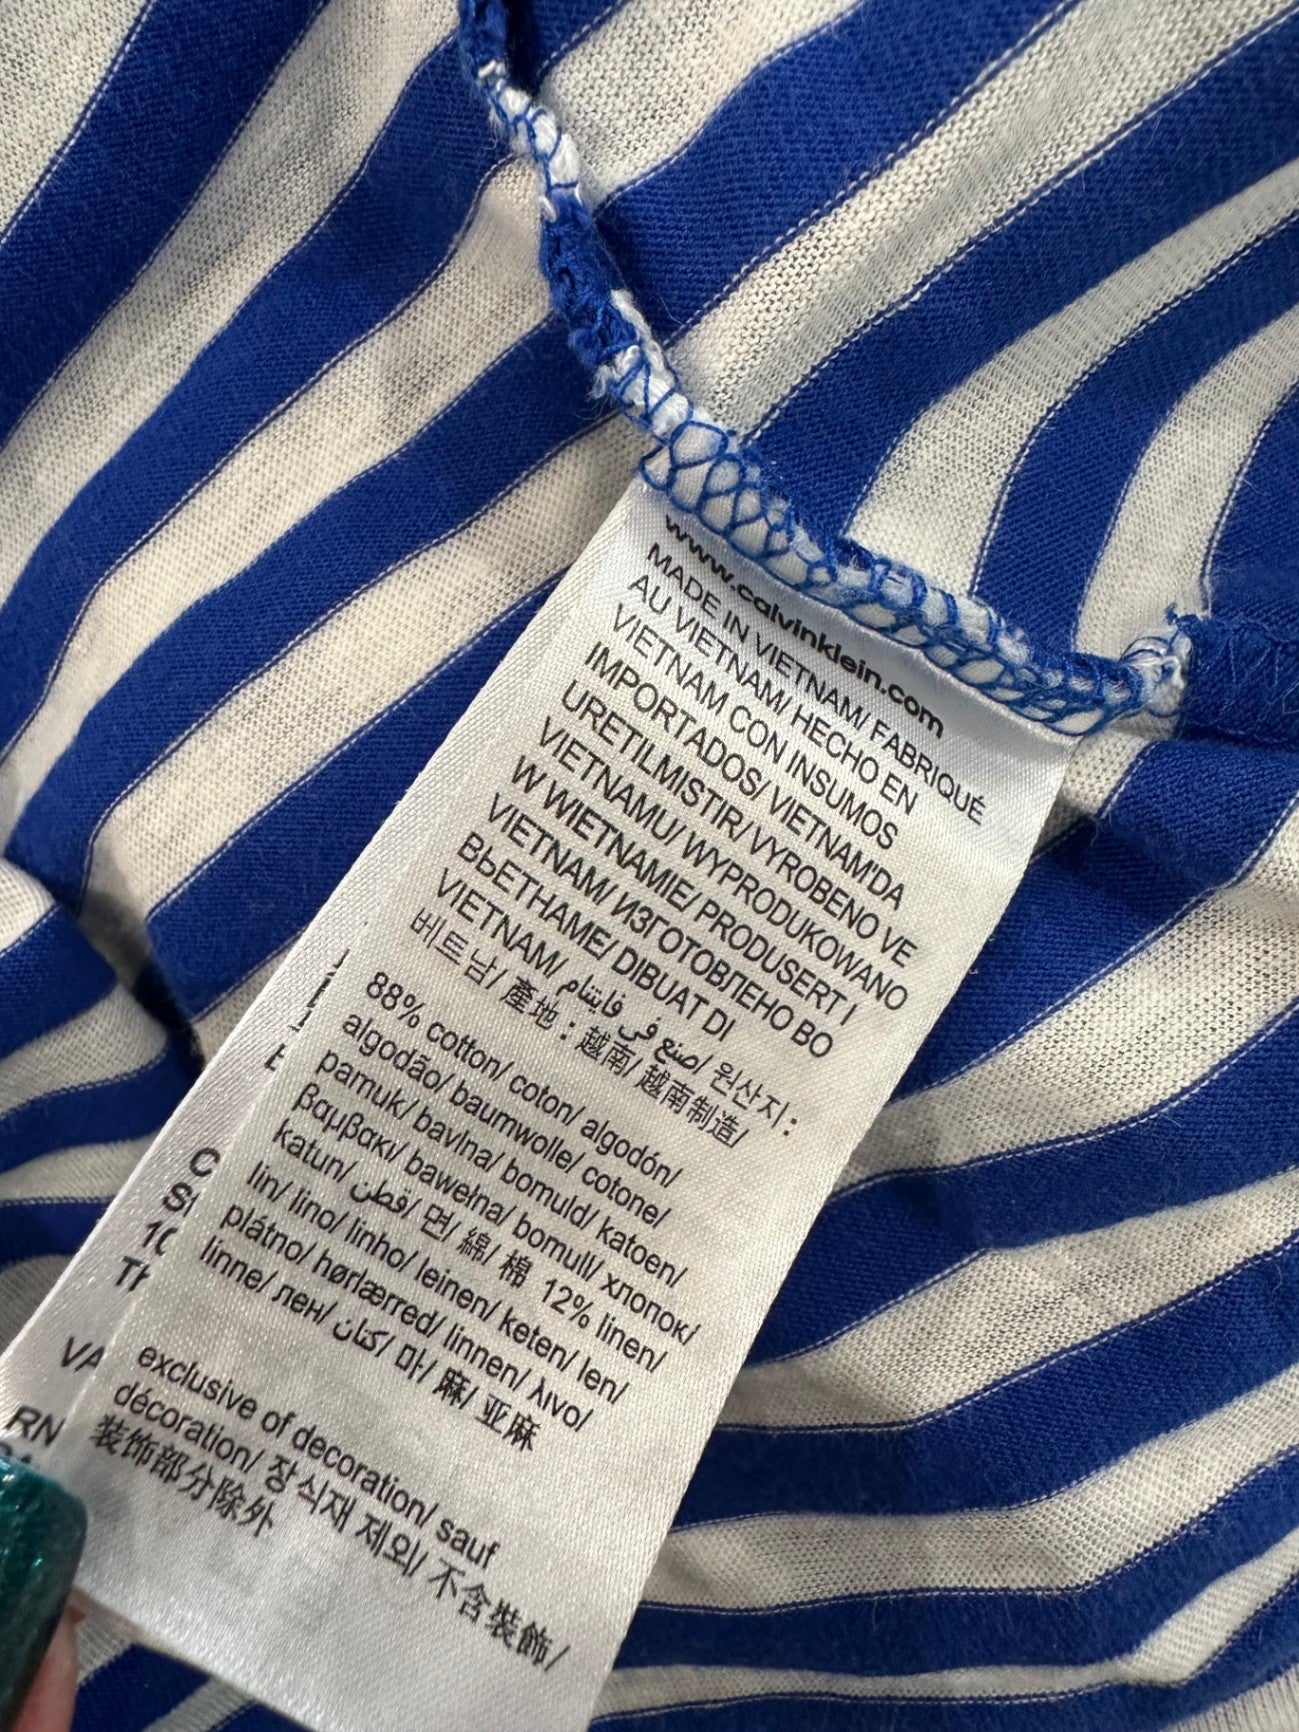 www.calvinklein.com
MADE IN VIETNAM/ FABRIQUÉ
AU VIETNAM/ HECHO EN
VIETNAM CON INSUMOS
IMPORTADOS/ VIETNAM'DA
URETILMISTIR/ VYROBENO VE
VIETNAMU/ WYPRODUKOWANO
W WIETNAMIE/ PRODUSERT I
VIETNAM/ ИЗГОТОВЛЕНО ВО
ВЬЕТНАМЕ/ DIBUAT DI
VIETNAM/ صنع في فايتنام/ 원산지:
베트남/ 產地：越南/ 越南制造/
88% cotton/ coton/ algodón/
algodão/ baumwolle/ cotone/
pamuk/ bavlna/ bomuld/ katoen/
βαμβακι/ bawełna/ bomull/ хлопок/
katun/ قطن/ 면/ 綿/ 棉 12% linen/
lin/ lino/ linho/ leinen/ keten/ len/
plátno/ hørlærred/ linnen/ λινο/
linne/ лен/ كتان/ 마/ 麻/ 亚麻
exclusive of decoration/ sauf
décoration/ 장식재 제외/ 不含裝飾/
装飾部分除外
C
10
VA
RN